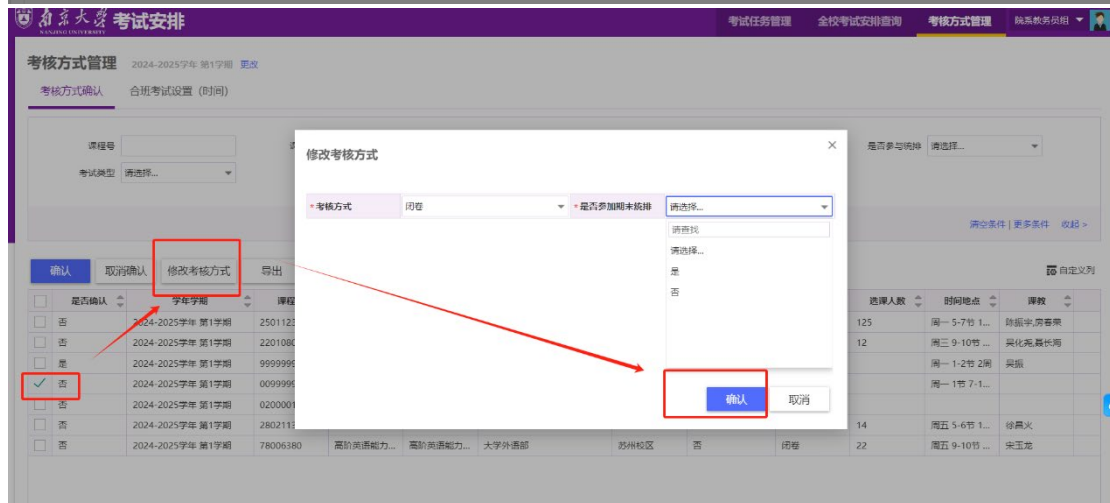 南京大学 考试安排 考试任务管理 全校考试安排查询 考核方式管理 院系教务员组
NANJING UNIVERSITY
考核方式管理 2024-2025学年 第1学期 更改
考核方式确认 合班考试设置 (时间)
课程号 是否参与统排 请选择...
考试类型 请选择...
修改考核方式 ×
*考核方式 闭卷 *是否参加期末统排 请选择...
请查找
请选择...
是
否
确认 取消
清空条件 | 更多条件 收起 >
确认 取消确认 修改考核方式 导出 自定义列
是否确认 学年学期 课程 选课人数 时间地点 课教
否 2024-2025学年 第1学期 2501123 125 周一 5-7节 1... 陈振宇,房春荣
否 2024-2025学年 第1学期 220108 12 周三 9-10节 ... 吴化尧,聂长海
是 2024-2025学年 第1学期 9999999 周一 1-2节 2周 吴振
否 2024-2025学年 第1学期 0099999 周一 1节 7-1...
否 2024-2025学年 第1学期 0200001
否 2024-2025学年 第1学期 280211 14 周五 5-6节 1... 徐晨火
否 2024-2025学年 第1学期 78006380 高阶英语能力... 高阶英语能力... 大学外语部 苏州校区 否 闭卷 22 周五 9-10节 ... 宋玉龙